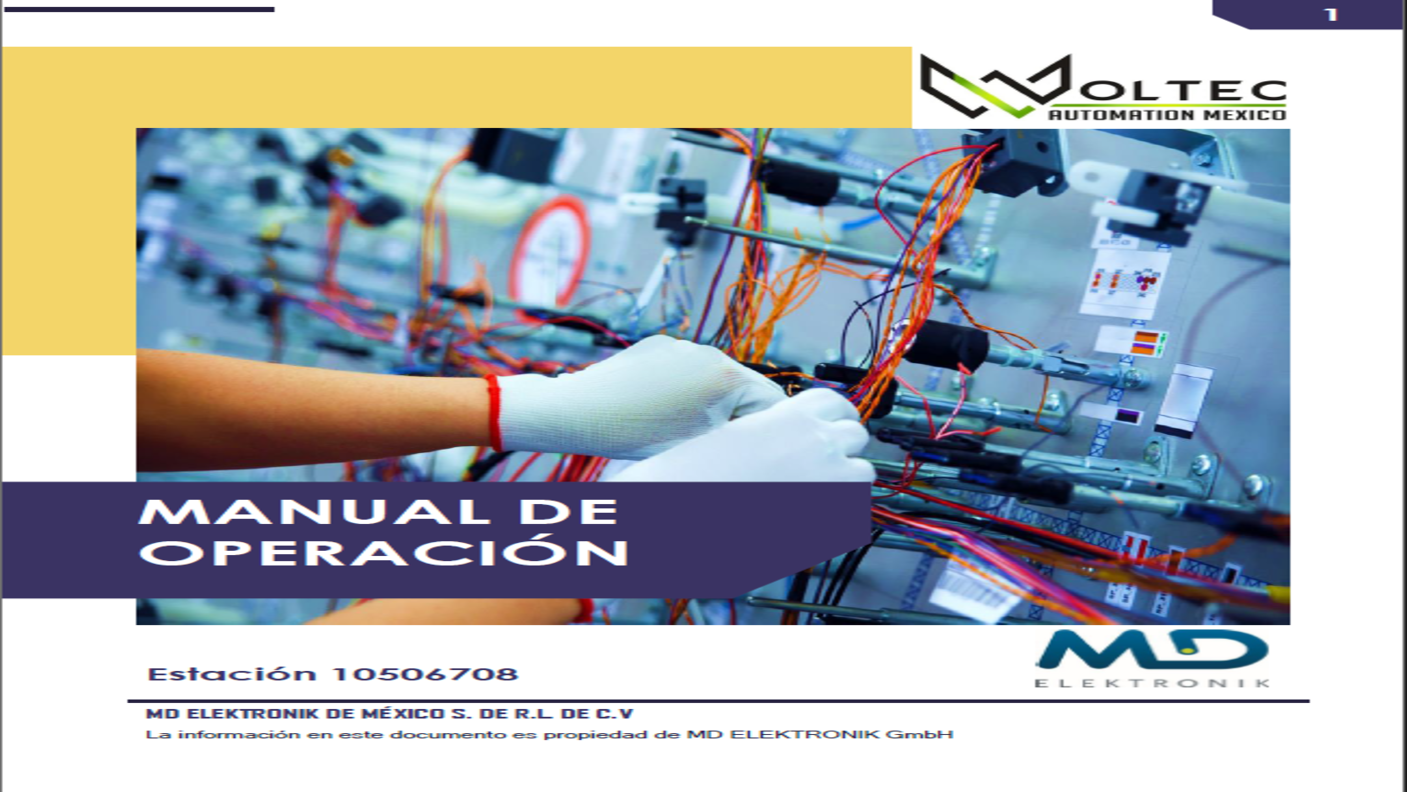 1
WOLTEC
AUTOMATION MEXICO
MANUAL DE
OPERACIÓN
Estación 10506708
MD
ELEKTRONIK
MD ELEKTRONIK DE MÉXICO S. DE R.L. DE C.V
La información en este documento es propiedad de MD ELEKTRONIK GmbH